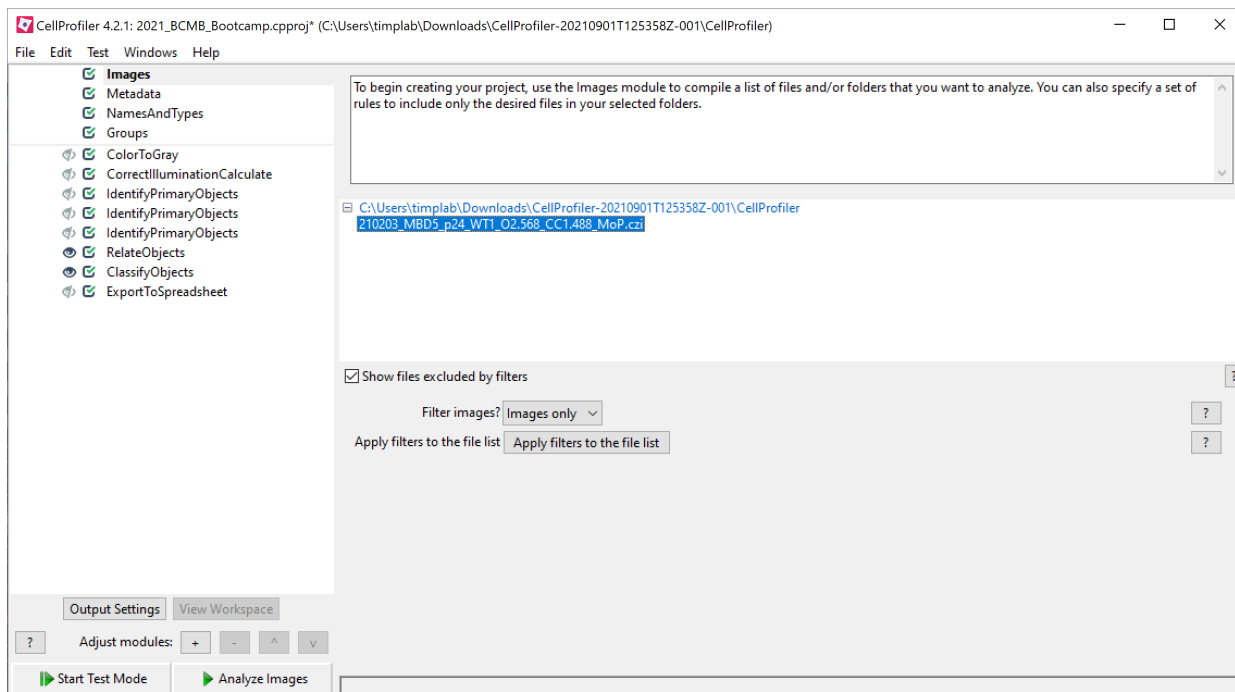 CellProfiler 4.2.1: 2021_BCMB_Bootcamp.cpproj* (C:\Users\timplab\Downloads\CellProfiler-20210901T125358Z-001\CellProfiler)
File Edit Test Windows Help
Images
Metadata
NamesAndTypes
Groups
ColorToGray
CorrectIlluminationCalculate
IdentifyPrimaryObjects
IdentifyPrimaryObjects
IdentifyPrimaryObjects
RelateObjects
ClassifyObjects
ExportToSpreadsheet
Output Settings View Workspace
? Adjust modules: + - ^ v
Start Test Mode Analyze Images
To begin creating your project, use the Images module to compile a list of files and/or folders that you want to analyze. You can also specify a set of
rules to include only the desired files in your selected folders.
C:\Users\timplab\Downloads\CellProfiler-20210901T125358Z-001\CellProfiler
210203_MBD5_p24_WT1_O2.568_CC1.488_MoP.czi
Show files excluded by filters ?
Filter images? Images only ?
Apply filters to the file list Apply filters to the file list ?